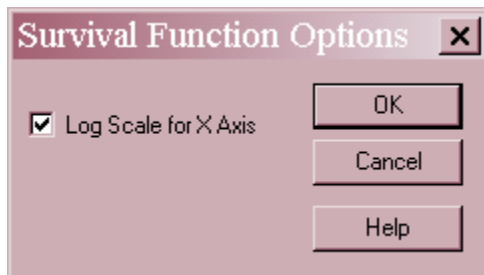 Survival Function Options
Log Scale for X Axis
OK
Cancel
Help